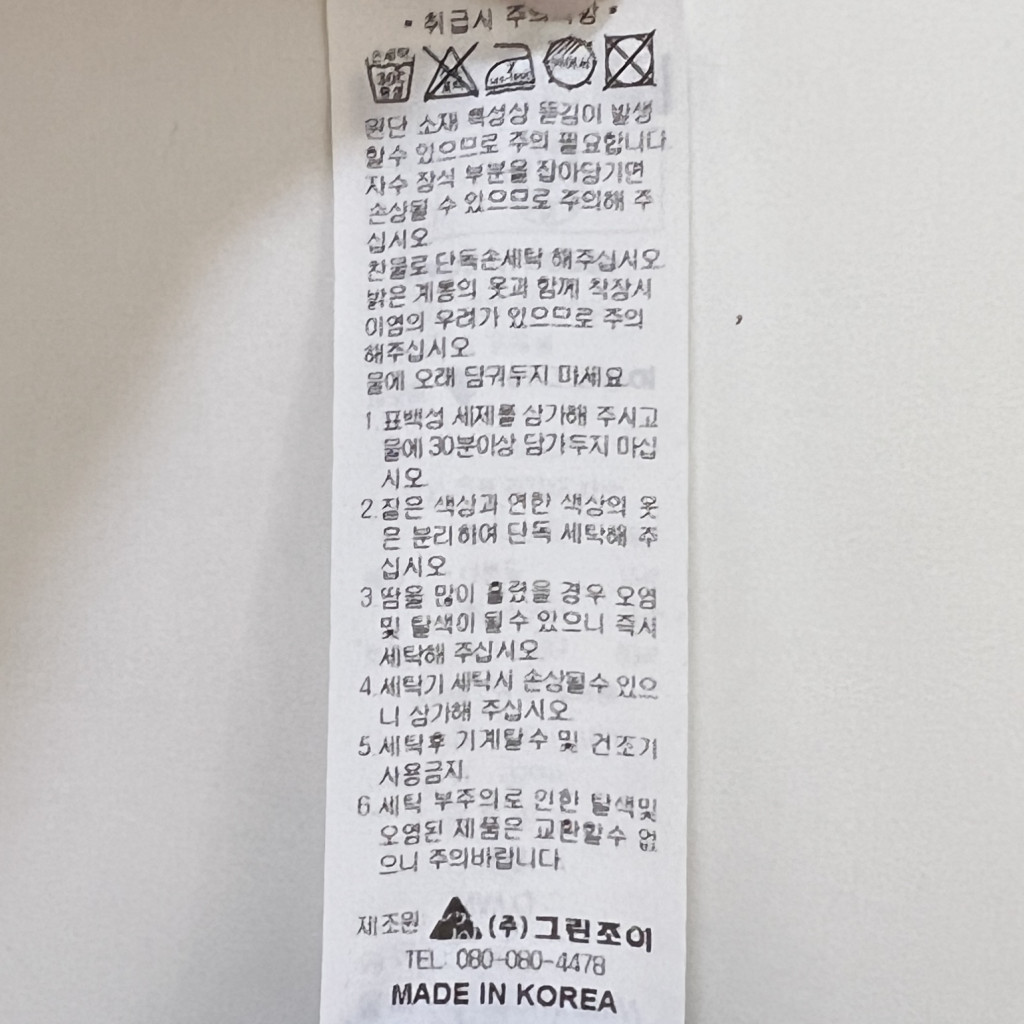 • 취급시 주의사항 •
손세탁
30℃
중성
염소
원단 소재 특성상 뜯김이 발생
할수 있으므로 주의 필요합니다
자수 장식 부분을 잡아당기면
손상될 수 있으므로 주의해 주
십시오
찬물로 단독손세탁 해주십시오
밝은 계통의 옷과 함께 착장시
이염의 우려가 있으므로 주의
해주십시오
물에 오래 담궈두지 마세요
1.표백성 세제를 삼가해 주시고
물에 30분이상 담가두지 마십
시오
2.짙은 색상과 연한 색상의 옷
은 분리하여 단독 세탁해 주
십시오
3.땀을 많이 흘렸을 경우 오염
및 탈색이 될수 있으니 즉시
세탁해 주십시오
4.세탁기 세탁시 손상될수 있으
니 삼가해 주십시오
5.세탁후 기계탈수 및 건조기
사용금지.
6.세탁 부주의로 인한 탈색및
오염된 제품은 교환할수 없
으니 주의바랍니다.
제조원 (주)그린조이
TEL: 080-080-4478
MADE IN KOREA